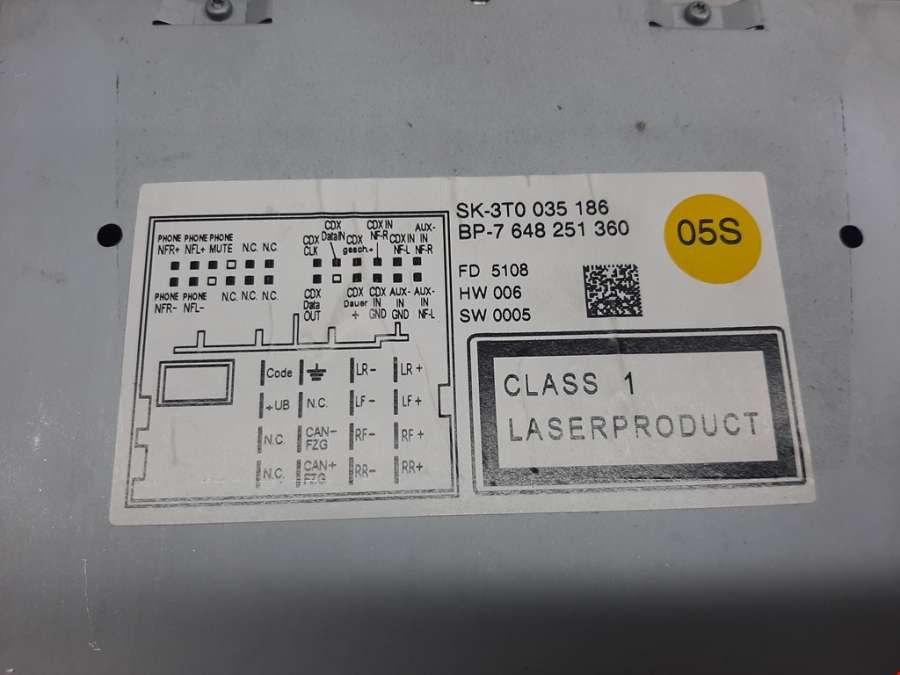 SK-3T0 035 186
BP-7 648 251 360
05S
FD 5108
HW 006
SW 0005
CLASS 1
LASERPRODUCT
PHONE PHONE PHONE
NFR+ NFL+ MUTE N.C. N.C.
PHONE PHONE N.C. N.C. N.C.
NFR- NFL-
CDX CLK
CDX DataIN
CDX gesch.+
CDX IN NF-R
CDX IN NF-L
AUX- IN NF-R
CDX Data OUT
CDX Dauer +
CDX IN GND
AUX- GND
AUX- IN NF-L
Code LR- LR+
+UB N.C. LF- LF+
N.C. CAN- FZG RF- RF+
N.C. CAN+ FZG RR- RR+